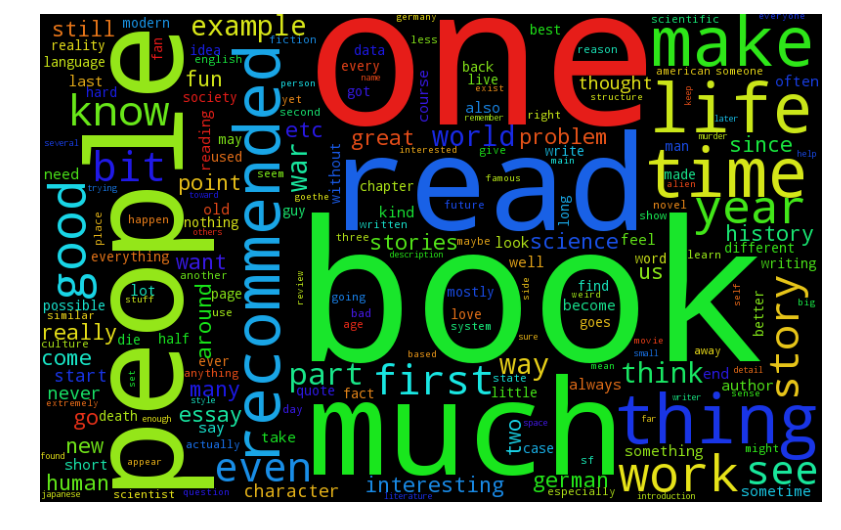 still
modern
fan
idea
example
germany
less
data
every
name
got
one
best
fiction
scientific
everyone
make
reality
language
english
fun
person
exist
back
live
course
reason
american
someone
often
last
hard
society
yet
second
also
remember
right
thought
structure
keep
later
life
know
people
reading
recommended
etc
great
world
problem
murder
since
several
bit
may
used
war
without
interested
give
write
main
man
help
time
need
trying
seem
point
guy
goethe
chapter
famous
read
made
alien
toward
good
place
happen
old
nothing
others
kind
written
future
long
novel
show
year
everything
want
three
stories
maybe
look
science
feel
history
different
another
description
book
word
us
learn
writing
possible
similar
lot
stuff
around
page
use
review
going
mostly
well
side
find
weird
become
self
better
big
really
culture
die
half
bad
age
love
system
goes
sure
movie
story
come
set
ever
anything
way
based
mean
small
away
start
many
part
first
state
think
end
detail
never
style
quote
fact
little
always
author
sense
extremely
go
death
enough
essay
day
much
two
writer
thing
new
say
take
case
space
far
found
short
actually
something
might
human
appear
even
sf
work
see
japanese
scientist
question
character
interesting
literature
german
especially
introduction
sometime